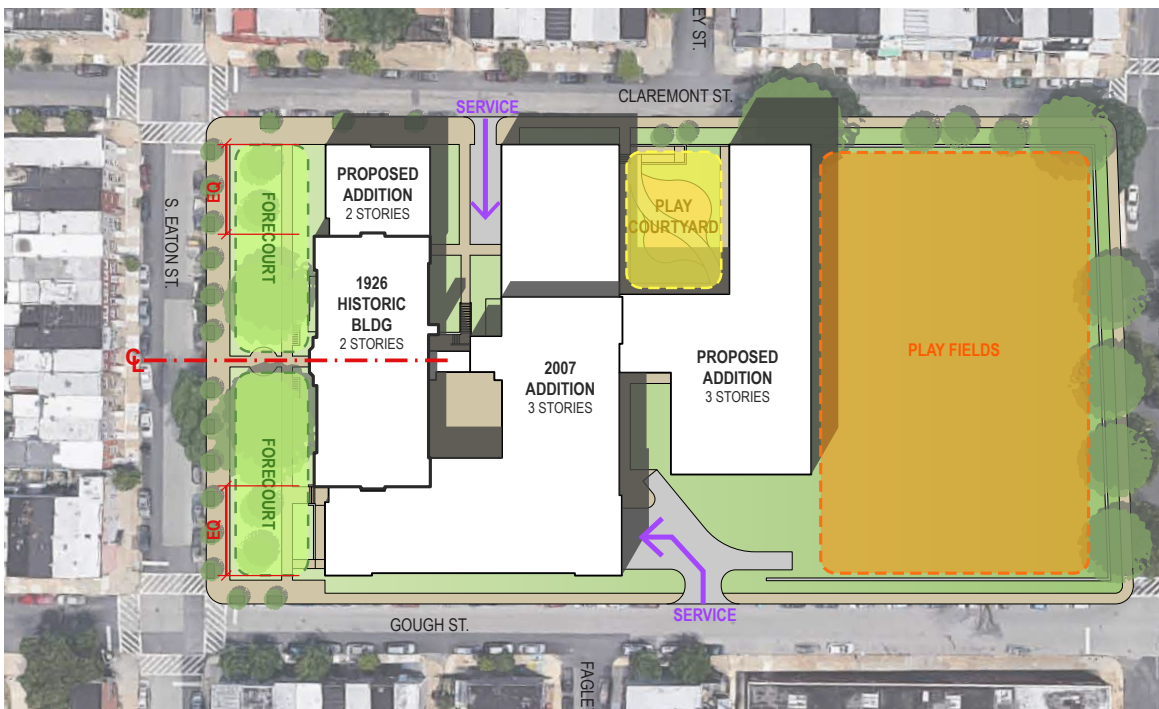 EY ST.
CLAREMONT ST.
SERVICE
S. EATON ST.
EQ
FORECOURT
PROPOSED
ADDITION
2 STORIES
PLAY
COURTYARD
1926
HISTORIC
BLDG
2 STORIES
CL
2007
ADDITION
3 STORIES
PROPOSED
ADDITION
3 STORIES
PLAY FIELDS
FORECOURT
EQ
SERVICE
GOUGH ST.
FAGLE